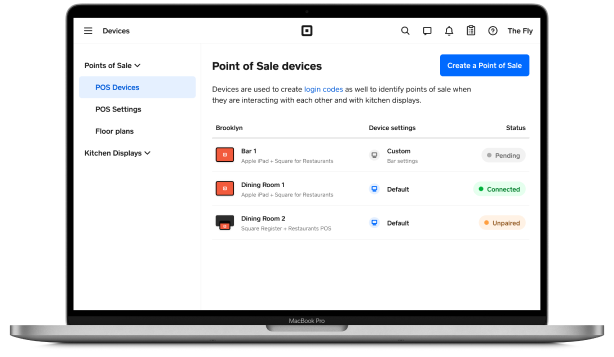 Devices
The Fly
Points of Sale
POS Devices
POS Settings
Floor plans
Kitchen Displays
Point of Sale devices
Create a Point of Sale
Devices are used to create login codes as well to identify points of sale when
they are interacting with each other and with kitchen displays.
Brooklyn Device settings Status
Bar 1 Custom
Apple iPad + Square for Restaurants Bar settings
Pending
Dining Room 1
Apple iPad + Square for Restaurants
Default Connected
Dining Room 2
Square Register + Restaurants POS
Default Unpaired
MacBook Pro